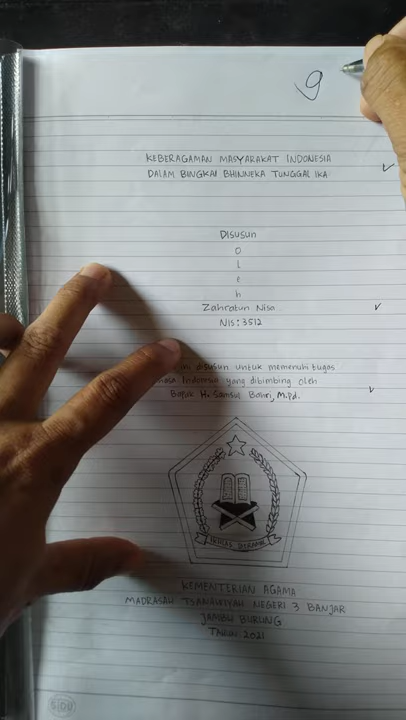 9
KEBERAGAMAN MASYARAKAT INDONESIA
DALAM BINGKAI BHINNEKA TUNGGAL IKA
Disusun
O
l
e
h
Zahratun Nisa
NIS : 3512
disusun untuk memenuhi tugas
Indonesia yang dibimbing oleh
Bapak H. Samsul Bahri, M.Pd.
IKHLAS BERAMAL
KEMENTERIAN AGAMA
MADRASAH TSANAWIYAH NEGERI 3 BANJAR
JAMBU BURUNG
TAHUN 2021
SIDU